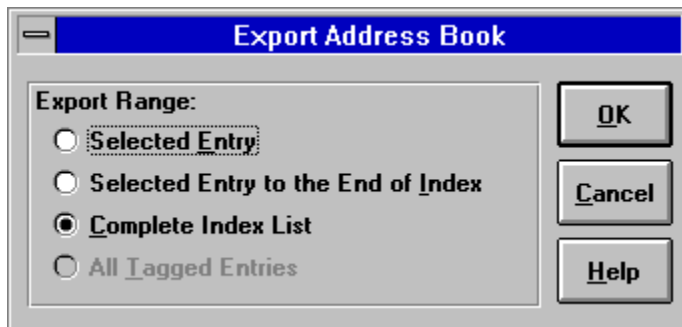 Export Address Book
Export Range:
Selected Entry
Selected Entry to the End of Index
Complete Index List
All Tagged Entries
OK
Cancel
Help